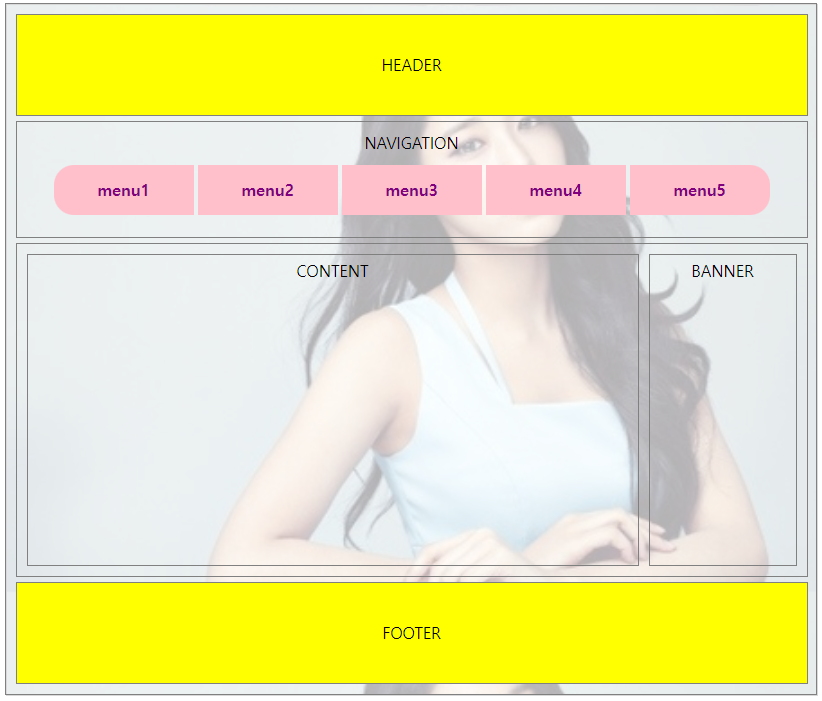 HEADER
NAVIGATION
menu1 menu2 menu3 menu4 menu5
CONTENT BANNER
FOOTER